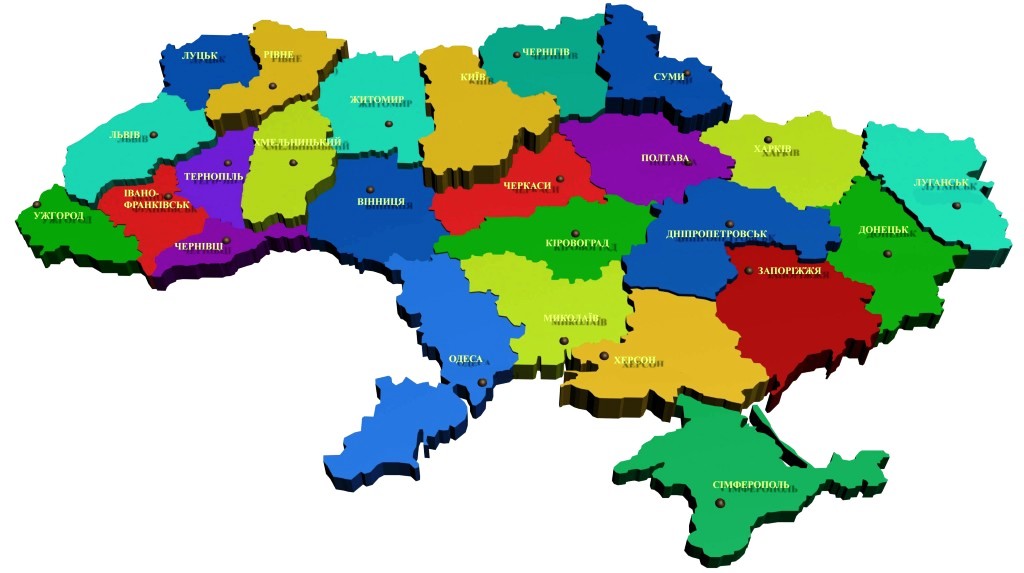 ЛУЦЬК
РІВНЕ
КИЇВ
ЧЕРНІГІВ
СУМИ
ЛЬВІВ
ЖИТОМИР
ХМЕЛЬНИЦЬКИЙ
ТЕРНОПІЛЬ
ПОЛТАВА
ХАРКІВ
ЛУГАНСЬК
ІВАНО-
ФРАНКІВСЬК
ЧЕРКАСИ
ВІННИЦЯ
УЖГОРОД
ЧЕРНІВЦІ
КІРОВОГРАД
ДНІПРОПЕТРОВСЬК
ДОНЕЦЬК
ЗАПОРІЖЖЯ
МИКОЛАЇВ
ОДЕСА
ХЕРСОН
СІМФЕРОПОЛЬ